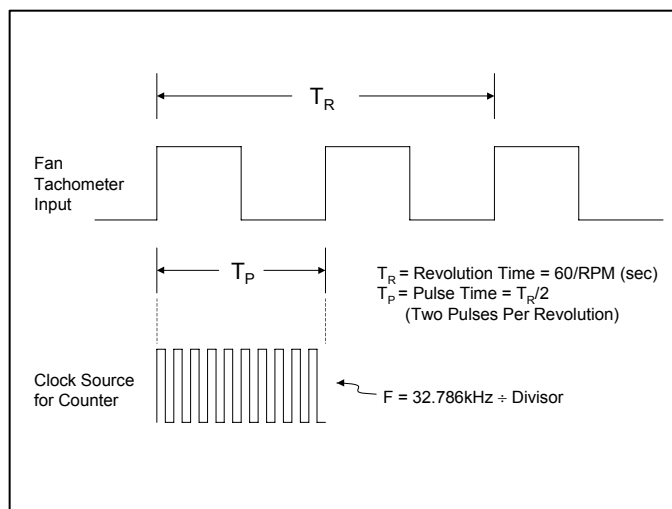 T_R
Fan
Tachometer
Input
T_P
T_R = Revolution Time = 60/RPM (sec)
T_P = Pulse Time = T_R/2
(Two Pulses Per Revolution)
Clock Source
for Counter
F = 32.786kHz ÷ Divisor